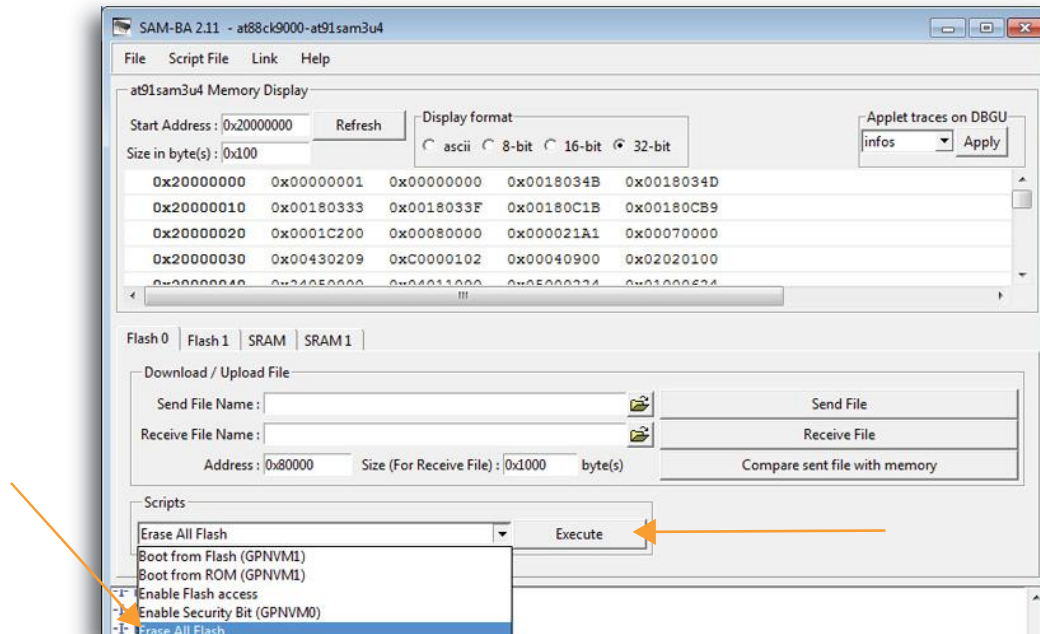 SAM-BA 2.11 - at88ck9000-at91sam3u4
File Script File Link Help
at91sam3u4 Memory Display
Start Address : 0x20000000 Refresh
Size in byte(s) : 0x100
Display format
ascii 8-bit 16-bit 32-bit
Applet traces on DBGU
infos Apply
0x20000000 0x00000001 0x00000000 0x0018034B 0x0018034D
0x20000010 0x00180333 0x0018033F 0x00180C1B 0x00180CB9
0x20000020 0x0001C200 0x00080000 0x000021A1 0x00070000
0x20000030 0x00430209 0xC0000102 0x00040900 0x02020100
Flash 0 Flash 1 SRAM SRAM 1
Download / Upload File
Send File Name : Send File
Receive File Name : Receive File
Address : 0x80000 Size (For Receive File) : 0x1000 byte(s) Compare sent file with memory
Scripts
Erase All Flash Execute
Boot from Flash (GPNVM1)
Boot from ROM (GPNVM1)
Enable Flash access
Enable Security Bit (GPNVM0)
Erase All Flash